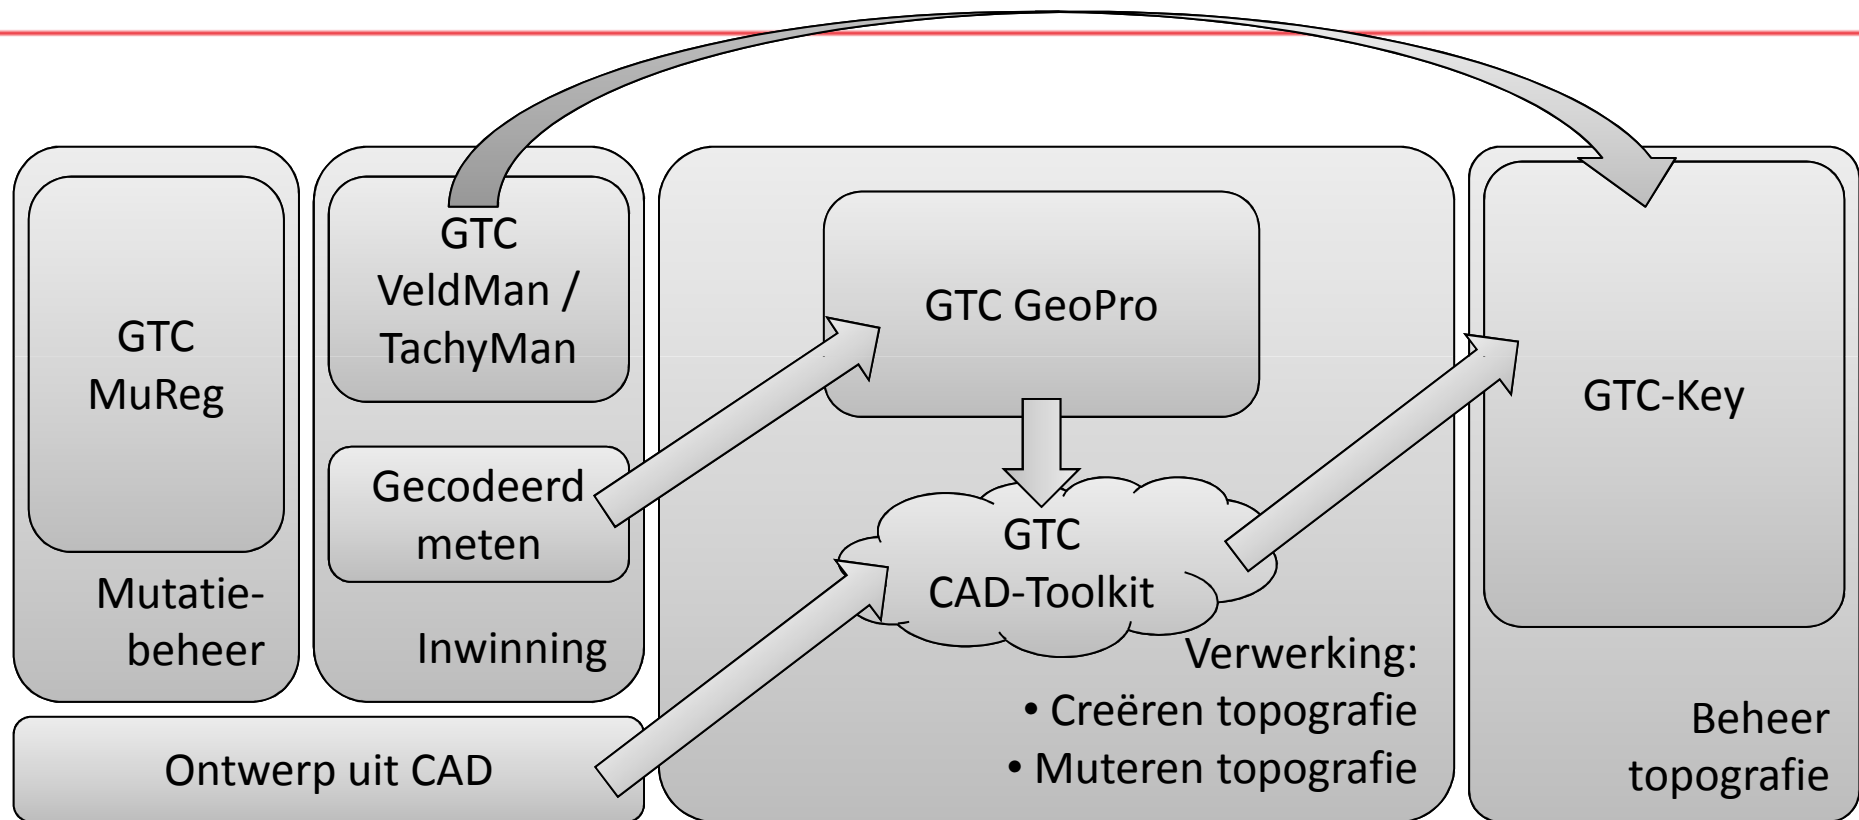 GTC
MuReg
Mutatie-
beheer
GTC
VeldMan /
TachyMan
Gecodeerd
meten
Inwinning
Ontwerp uit CAD
GTC GeoPro
GTC
CAD-Toolkit
Verwerking:
• Creëren topografie
• Muteren topografie
GTC-Key
Beheer
topografie